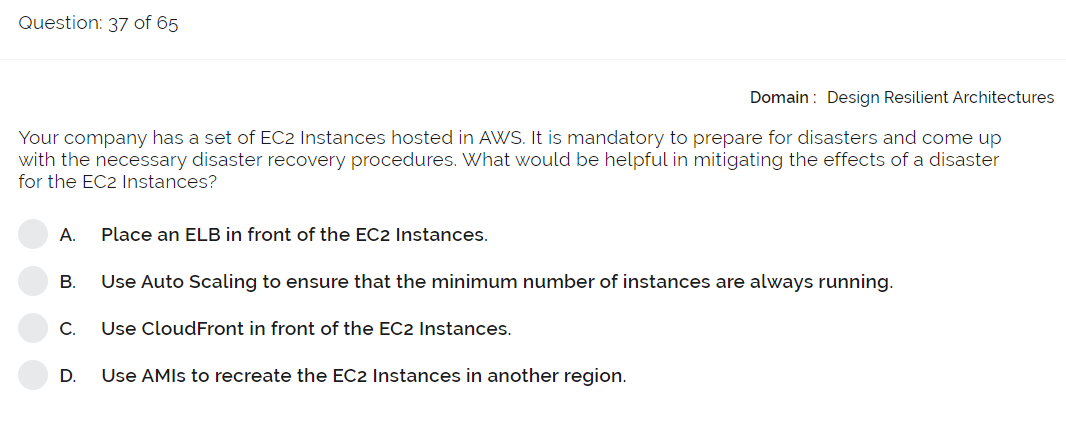 Question: 37 of 65
Domain : Design Resilient Architectures
Your company has a set of EC2 Instances hosted in AWS. It is mandatory to prepare for disasters and come up
with the necessary disaster recovery procedures. What would be helpful in mitigating the effects of a disaster
for the EC2 Instances?
A. Place an ELB in front of the EC2 Instances.
B. Use Auto Scaling to ensure that the minimum number of instances are always running.
C. Use CloudFront in front of the EC2 Instances.
D. Use AMIs to recreate the EC2 Instances in another region.